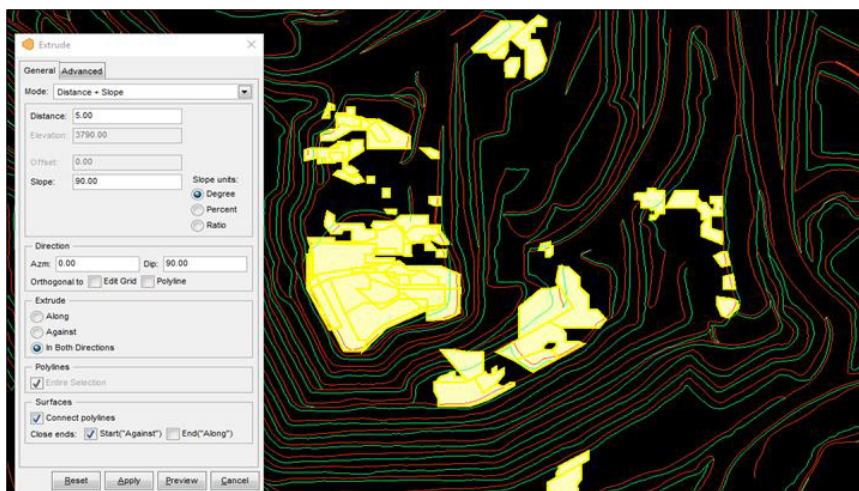 Extrude
General Advanced
Mode: Distance + Slope
Distance: 5.00
Elevation: 3790.00
Offset: 0.00
Slope: 90.00
Slope units:
Degree
Percent
Ratio
Direction
Azm: 0.00 Dip: 90.00
Orthogonal to Edit Grid Polyline
Extrude
Along
Against
In Both Directions
Polylines
Entire Selection
Surfaces
Connect polylines
Close ends: Start("Against") End("Along")
Reset Apply Preview Cancel